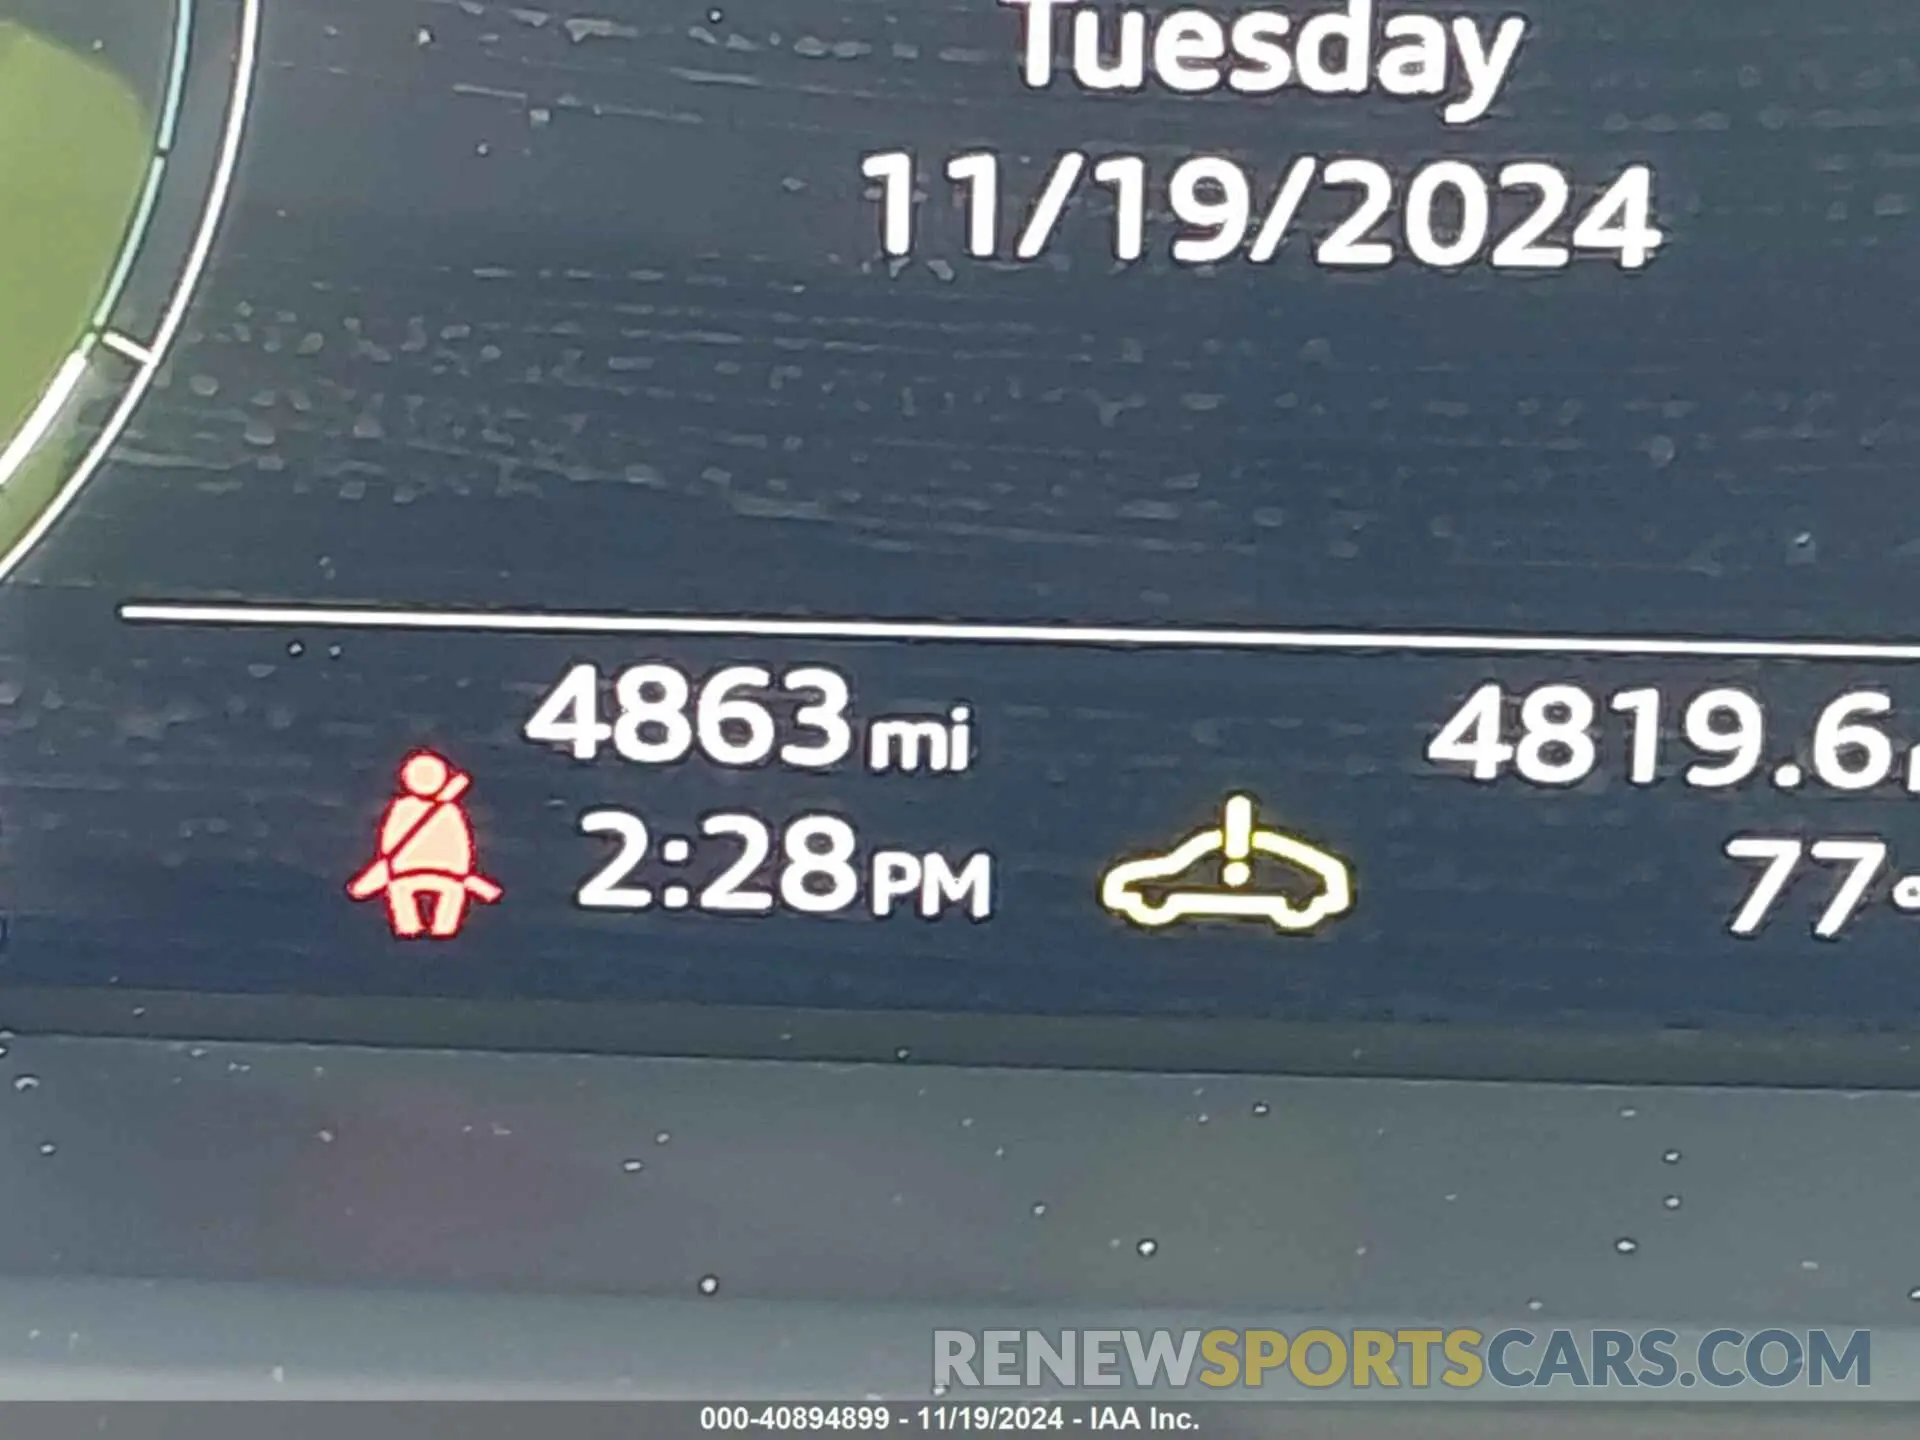 Tuesday
11/19/2024
4863 mi
4819.6
2:28 PM
77°
RENEWSPORTSCARS.COM
000-40894899 - 11/19/2024 - IAA Inc.